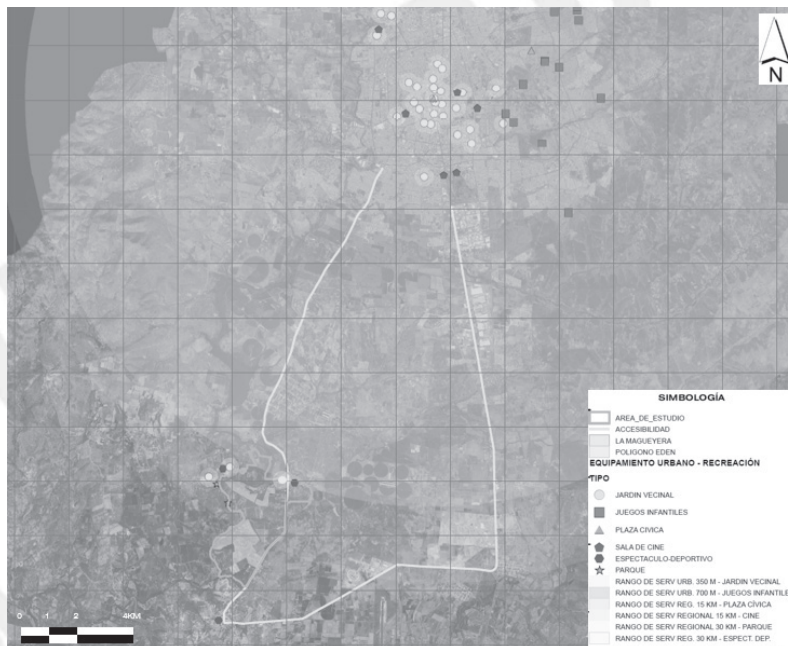 N
SIMBOLOGÍA
AREA_DE_ESTUDIO
ACCESIBILIDAD
LA MAGUEYERA
POLIGONO EDEN
EQUIPAMIENTO URBANO - RECREACIÓN
TIPO
JARDIN VECINAL
JUEGOS INFANTILES
PLAZA CIVICA
SALA DE CINE
ESPECTACULO-DEPORTIVO
PARQUE
RANGO DE SERV URB. 350 M - JARDIN VECINAL
RANGO DE SERV URB. 700 M - JUEGOS INFANTILE
RANGO DE SERV REG. 15 KM - PLAZA CÍVICA
RANGO DE SERV REGIONAL 15 KM - CINE
RANGO DE SERV REGIONAL 30 KM - PARQUE
RANGO DE SERV REG. 30 KM - ESPECT. DEP.
0 1 2 4KM